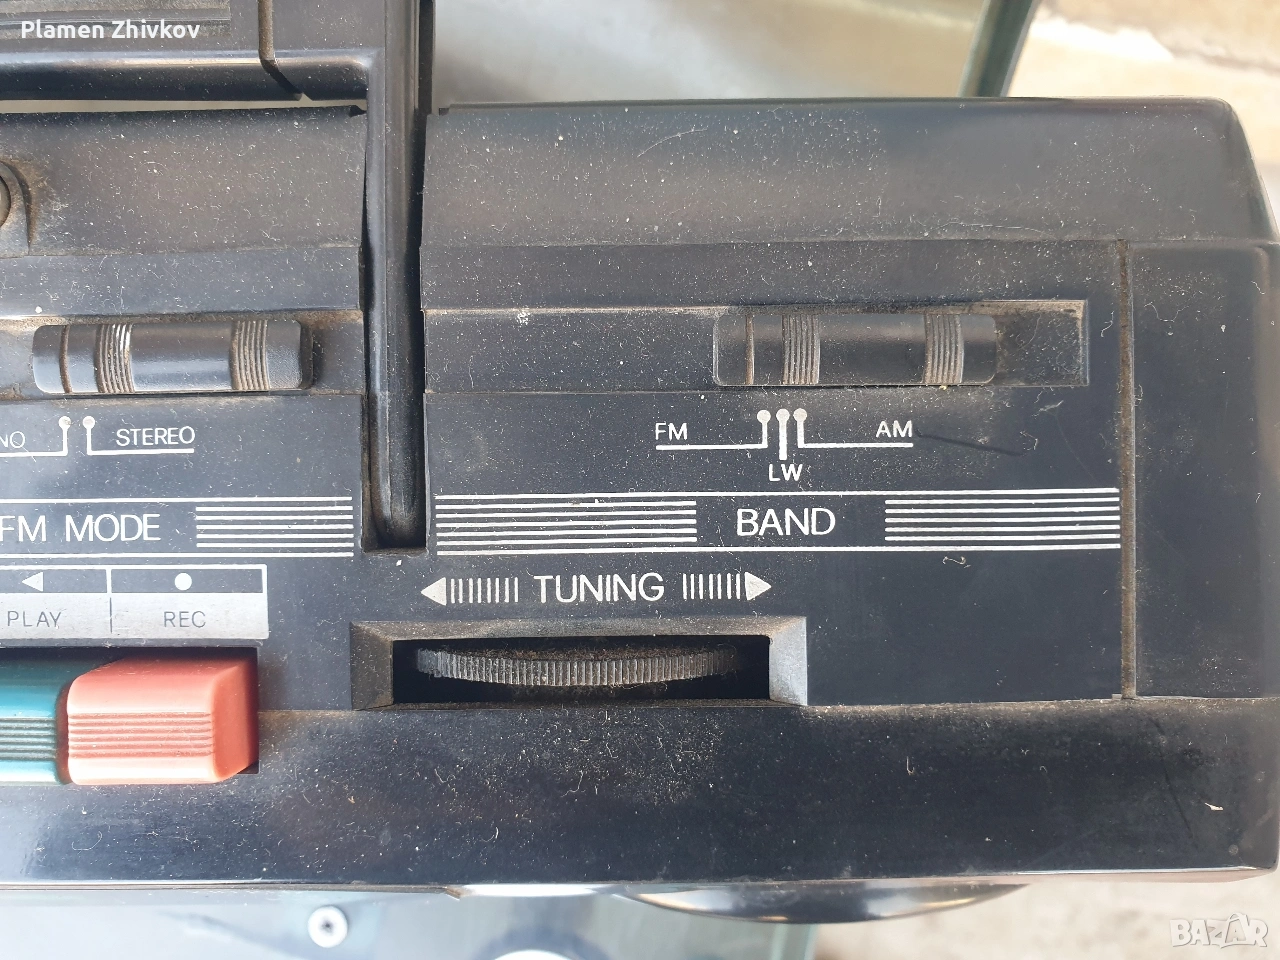 Plamen Zhivkov
STEREO
FM MODE
PLAY
REC
FM
AM
LW
BAND
TUNING
BAZAR